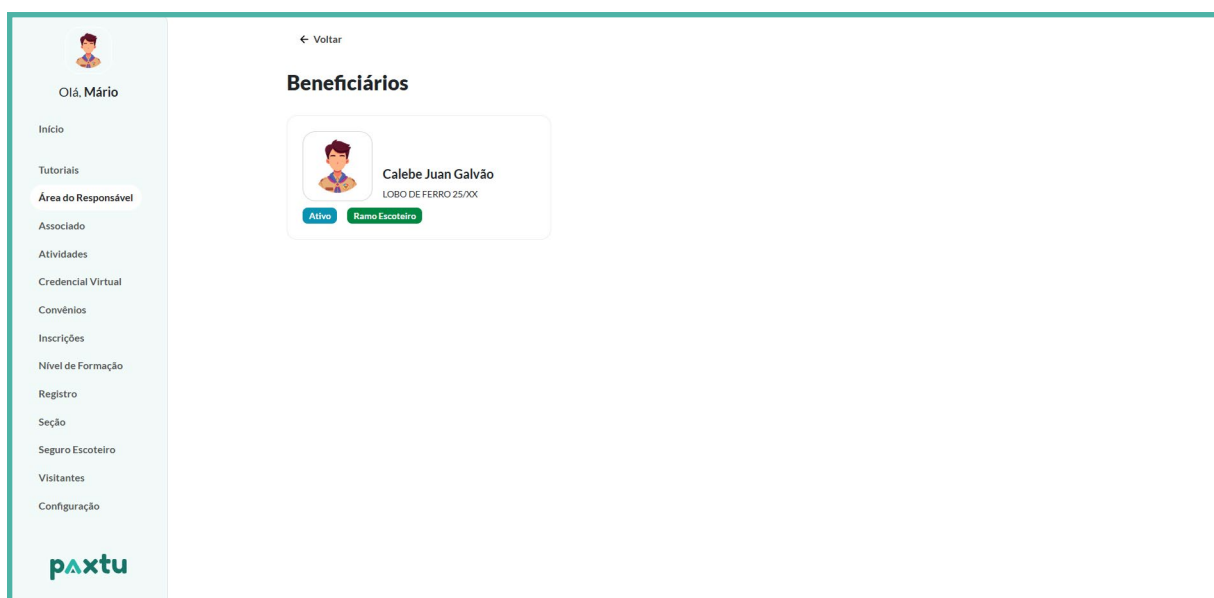 Olá, Mário
Início
Tutoriais
Área do Responsável
Associado
Atividades
Credencial Virtual
Convênios
Inscrições
Nível de Formação
Registro
Seção
Seguro Escoteiro
Visitantes
Configuração
paxtu
← Voltar
Beneficiários
Calebe Juan Galvão
LOBO DE FERRO 25/XX
Ativo Ramo Escoteiro